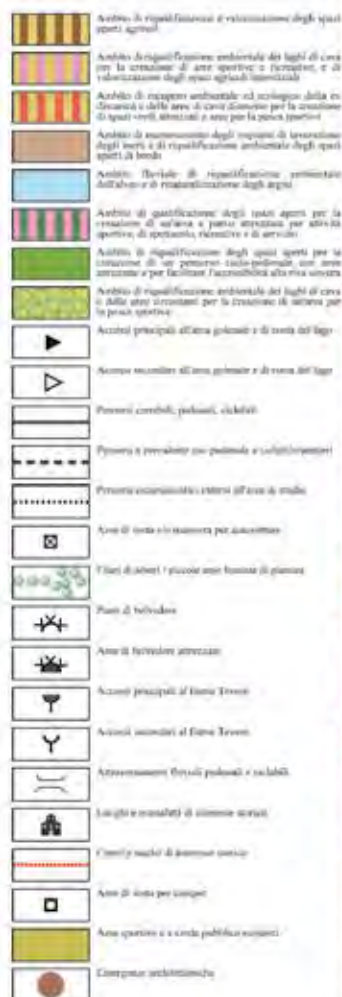 Ambito di riqualificazione e valorizzazione degli spazi
aperti agricoli
Ambito di riqualificazione ambientale dei laghi di cava
per la creazione di aree sportive e ricreative, e di
valorizzazione degli spazi agricoli interstiziali
Ambito di recupero ambientale ed ecologico della ex
discarica e delle aree di cava dismesse per la creazione
di spazi verdi attrezzati e aree per la pesca sportiva
Ambito di mantenimento degli impianti di lavorazione
degli inerti e di riqualificazione ambientale degli spazi
aperti di bordo
Ambito fluviale di riqualificazione ambientale
dell'alveo e di rinaturalizzazione degli argini
Ambito di qualificazione degli spazi aperti per la
creazione di un'area a parco attrezzata per attività
sportive, di spettacolo, ricreative e di servizio
Ambito di riqualificazione degli spazi aperti per la
creazione di un percorso ciclo-pedonale, con aree
attrezzate e per facilitare l'accessibilità alla riva
Ambito di riqualificazione ambientale dei laghi di cava
e delle aree circostanti per la creazione di un'area per
la pesca sportiva
Accessi principali all'area golenale e di sosta del lago
Accessi secondari all'area golenale e di sosta del lago
Percorsi carrabili, pedonali, ciclabili
Percorsi a prevalente uso pedonale e
Percorsi escursionistici esterni all'area di studio
Aree di sosta e/o manovra per autovetture
Filari di alberi / piccole aree boscate di pianura
Punti di belvedere
Aree di belvedere attrezzate
Accessi principali al fiume Tevere
Accessi secondari al fiume Tevere
Attraversamenti fluviali pedonali e ciclabili
Luoghi e manufatti di interesse storico
Centri e nuclei di interesse storico
Aree di sosta per camper
Aree sportive e a verde pubblico esistenti
Emergenze architettoniche